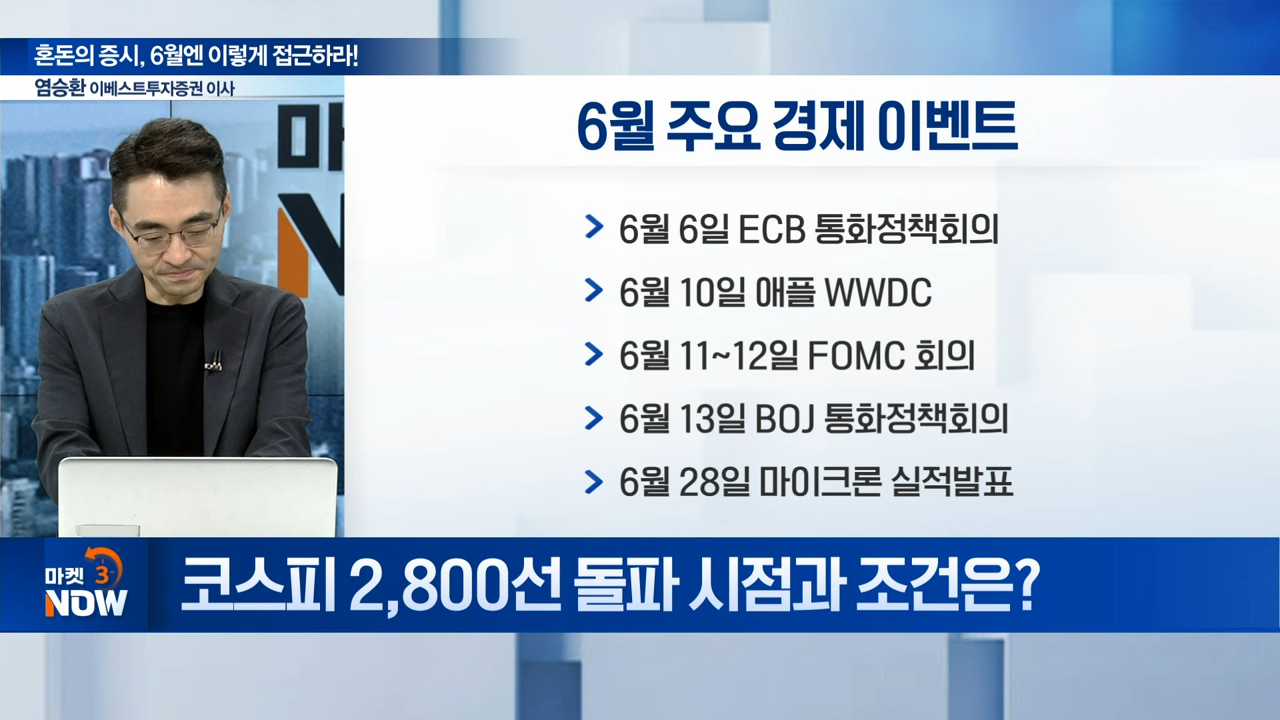 혼돈의 증시, 6월엔 이렇게 접근하라!
염승환 이베스트투자증권 이사
6월 주요 경제 이벤트
6월 6일 ECB 통화정책회의
6월 10일 애플 WWDC
6월 11~12일 FOMC 회의
6월 13일 BOJ 통화정책회의
6월 28일 마이크론 실적발표
마켓 3
NOW
코스피 2,800선 돌파 시점과 조건은?